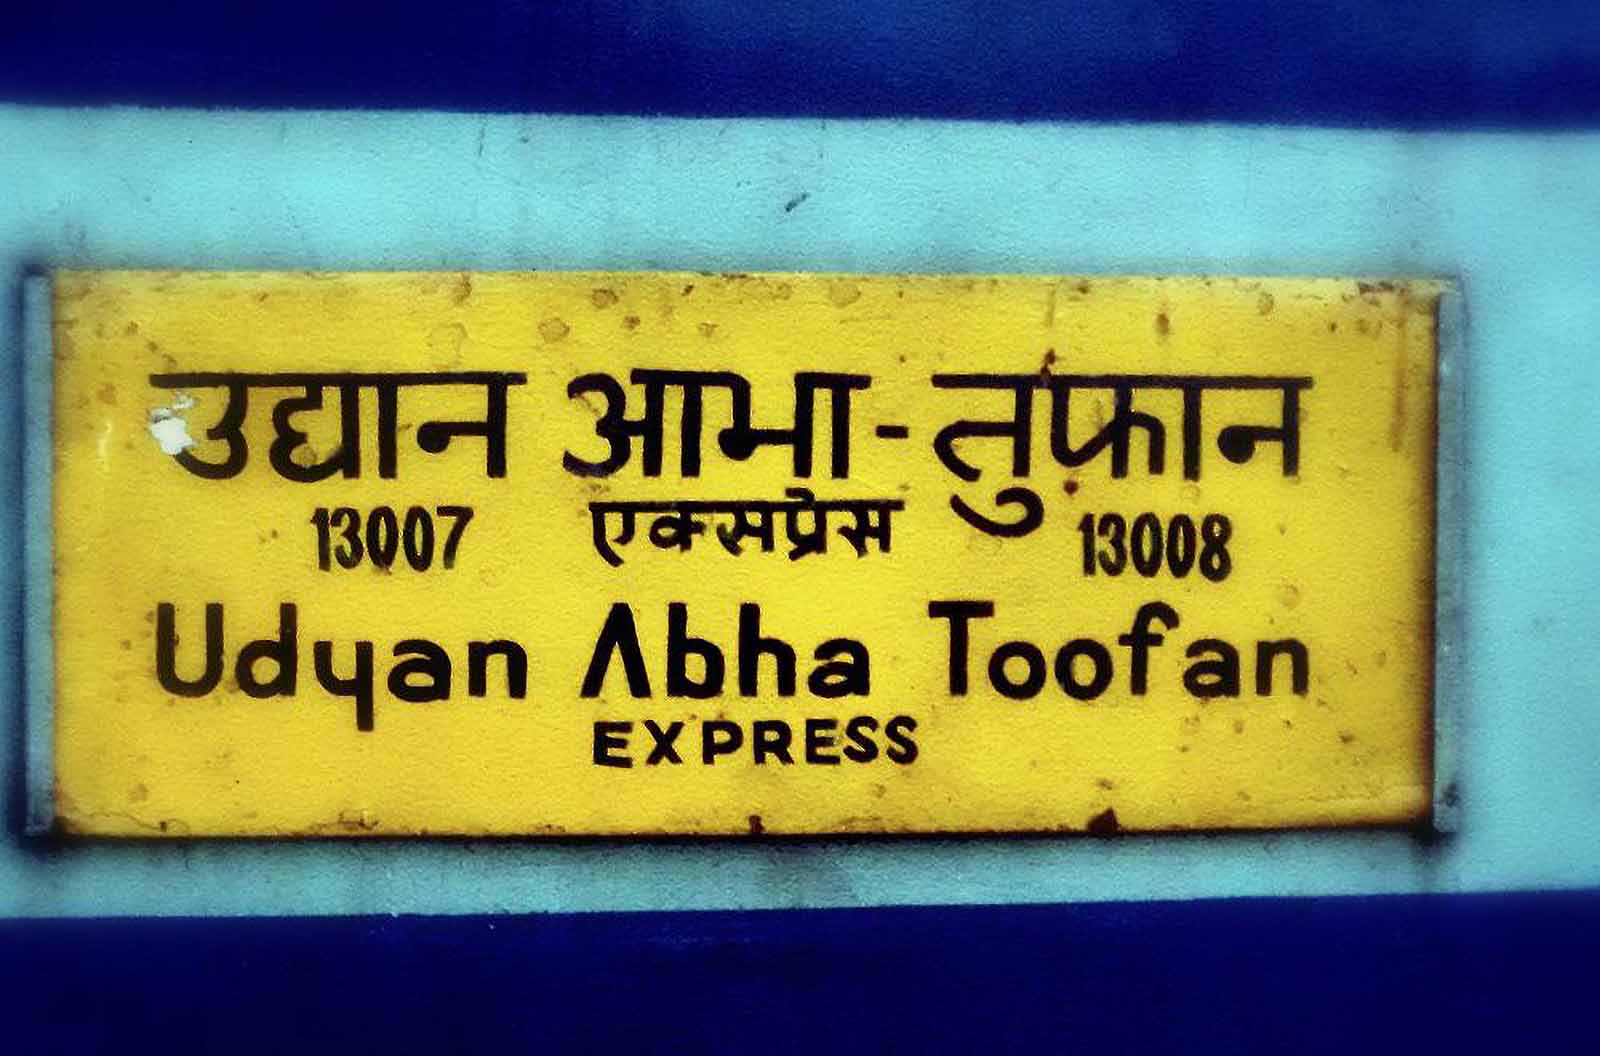 उद्यान आभा-तुफान
13007 एक्सप्रेस 13008
Udyan Abha Toofan
EXPRESS